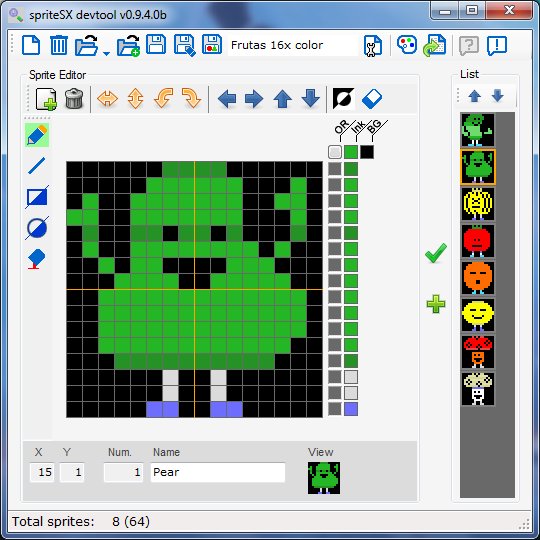 spriteSX devtool v0.9.4.0b
Frutas 16x color
Sprite Editor
List
OR
Ink
BG
X Y Num. Name View
15 1 1 Pear
Total sprites: 8 (64)